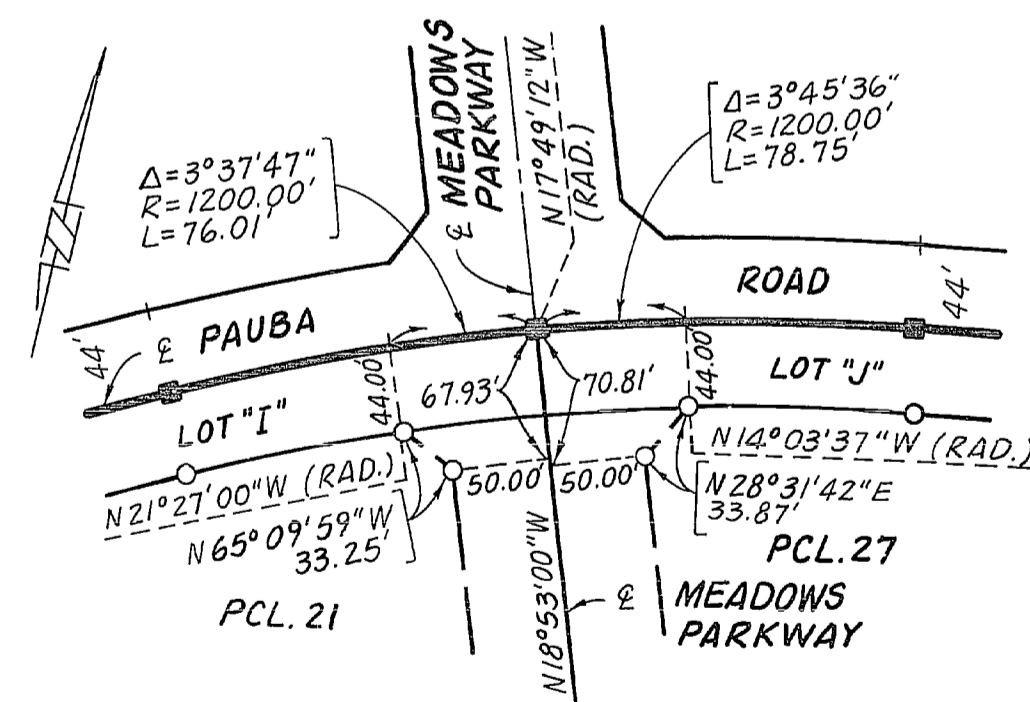 ℄ MEADOWS
PARKWAY
N17°49'12"W
(RAD.)
Δ=3°45'36"
R=1200.00'
L=78.75'
Δ=3°37'47"
R=1200.00'
L=76.01'
44'
℄ PAUBA
ROAD
44'
LOT "I"
44.00'
67.93'
70.81'
44.00'
LOT "J"
N21°27'00"W (RAD.)
50.00'
50.00'
N14°03'37"W (RAD.)
N65°09'59"W
33.25'
N28°31'42"E
33.87'
PCL.27
PCL. 21
N18°53'00"W
℄
MEADOWS
PARKWAY